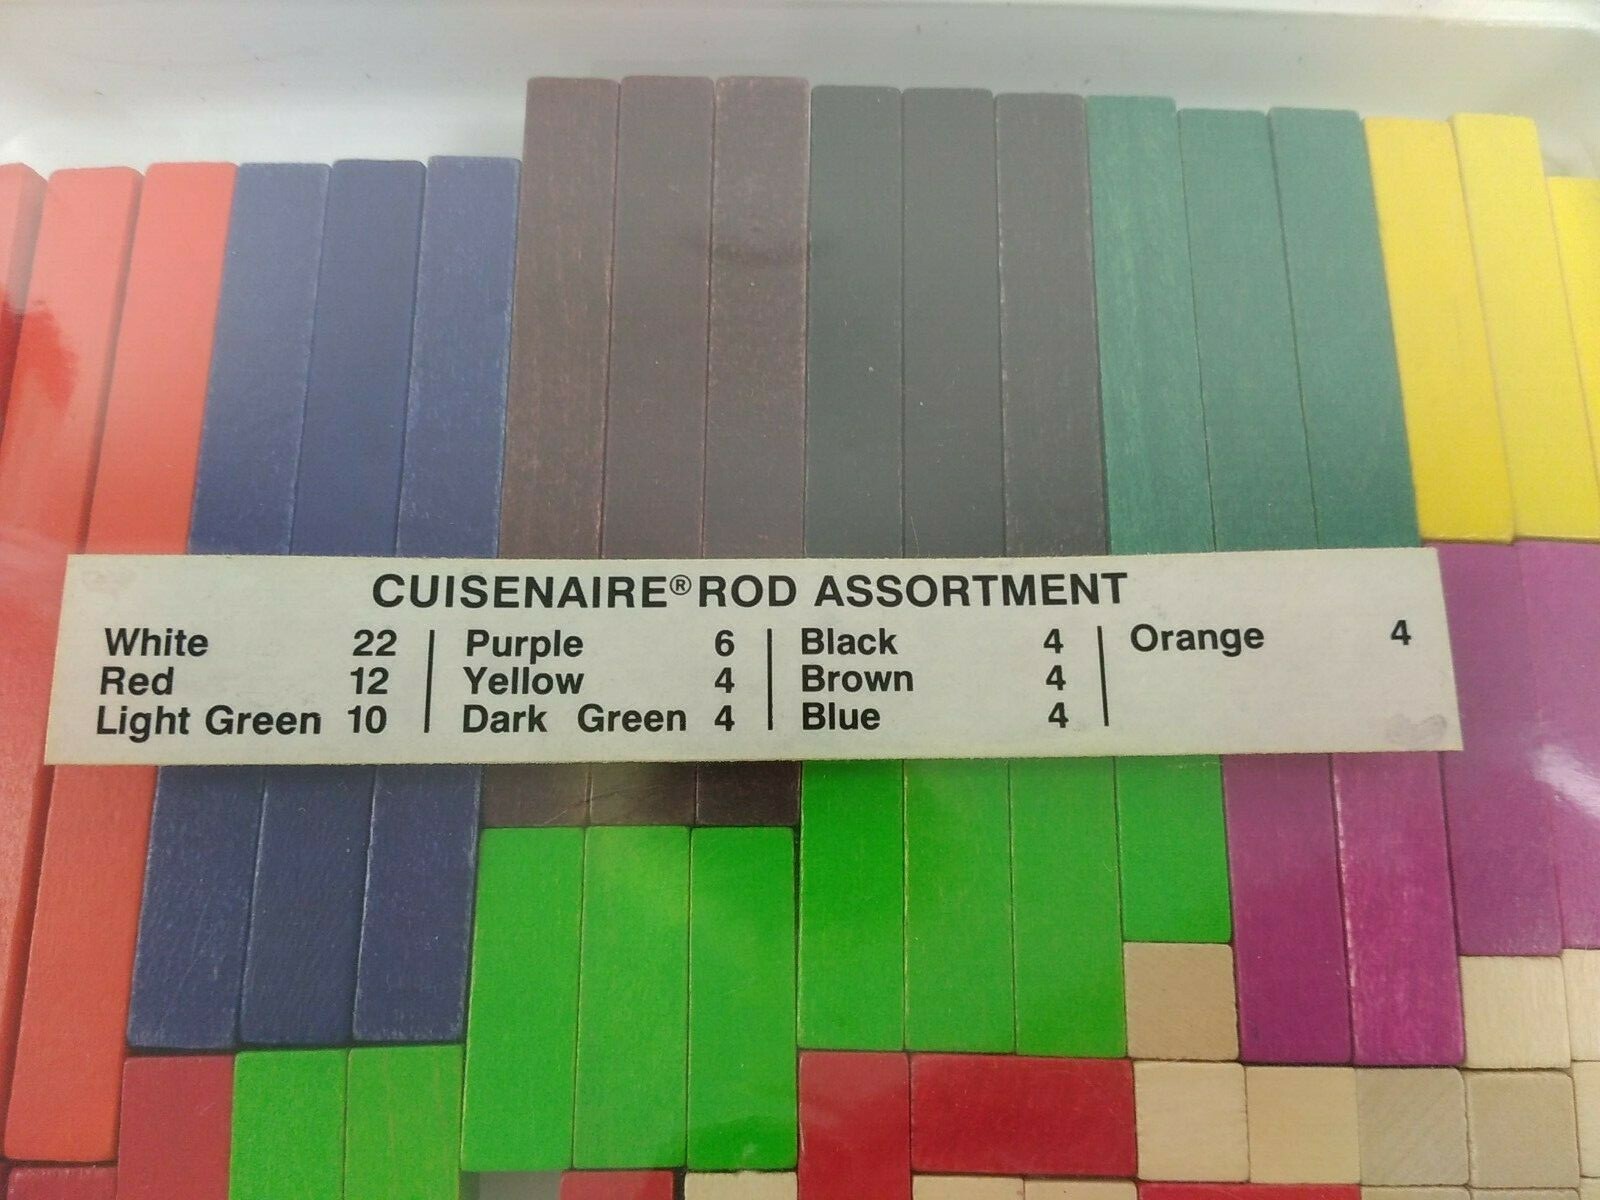 CUISENAIRE® ROD ASSORTMENT
White 22 | Purple 6 | Black 4 | Orange 4
Red 12 | Yellow 4 | Brown 4 |
Light Green 10 | Dark Green 4 | Blue 4 |